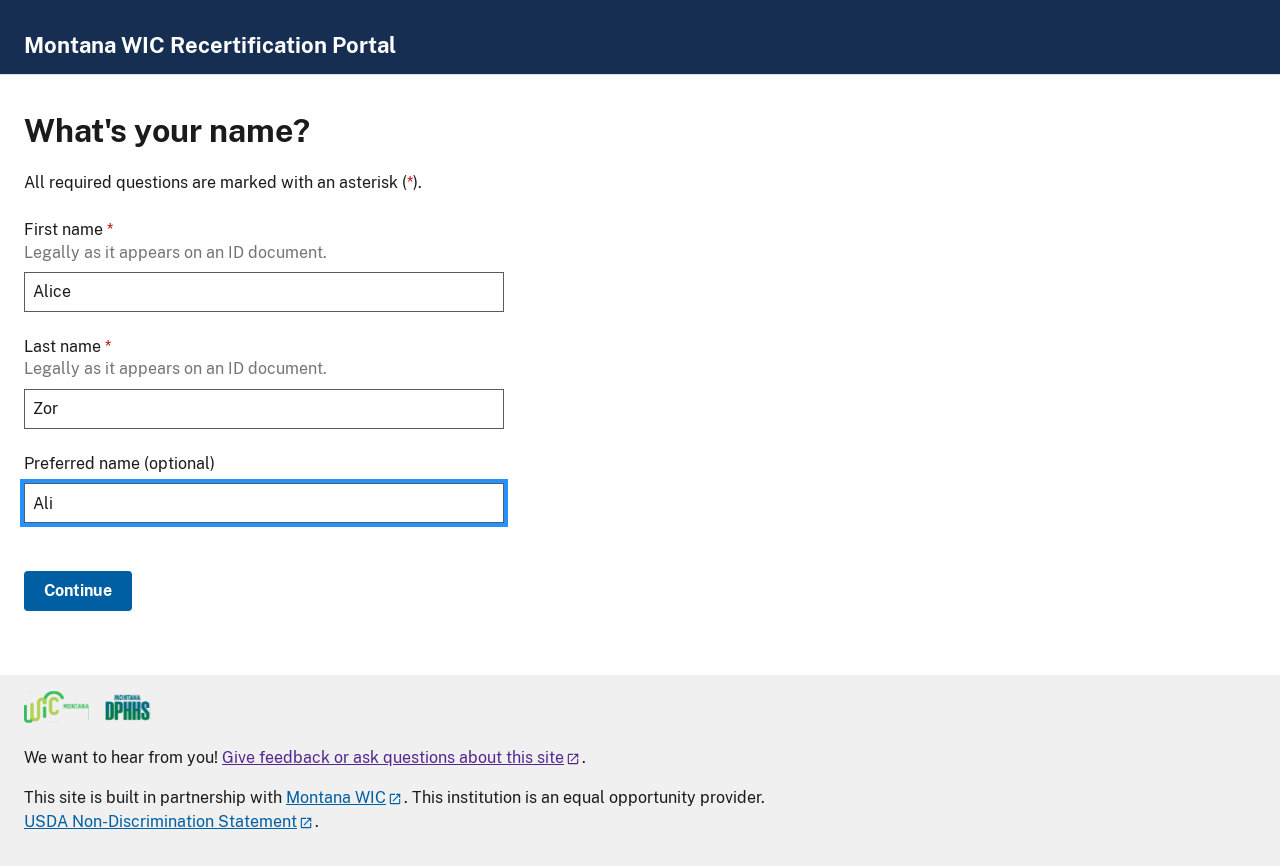 Montana WIC Recertification Portal
What's your name?
All required questions are marked with an asterisk (*).
First name *
Legally as it appears on an ID document.
Alice
Last name *
Legally as it appears on an ID document.
Zor
Preferred name (optional)
Ali
Continue
WIC MONTANA MONTANA DPHHS
We want to hear from you! Give feedback or ask questions about this site.
This site is built in partnership with Montana WIC. This institution is an equal opportunity provider.
USDA Non-Discrimination Statement.